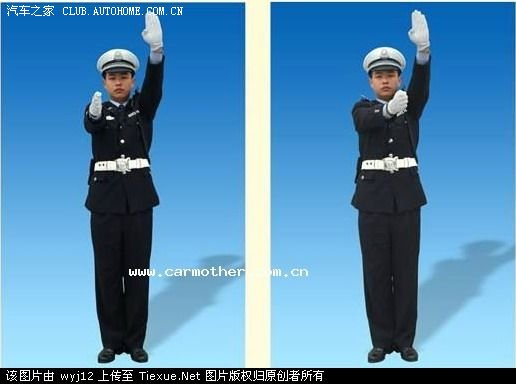 汽车之家 CLUB.AUTOHOME.COM.CN
www.carmother.com.cn
该图片由 wyj12 上传至 Tiexue.Net 图片版权归原创者所有